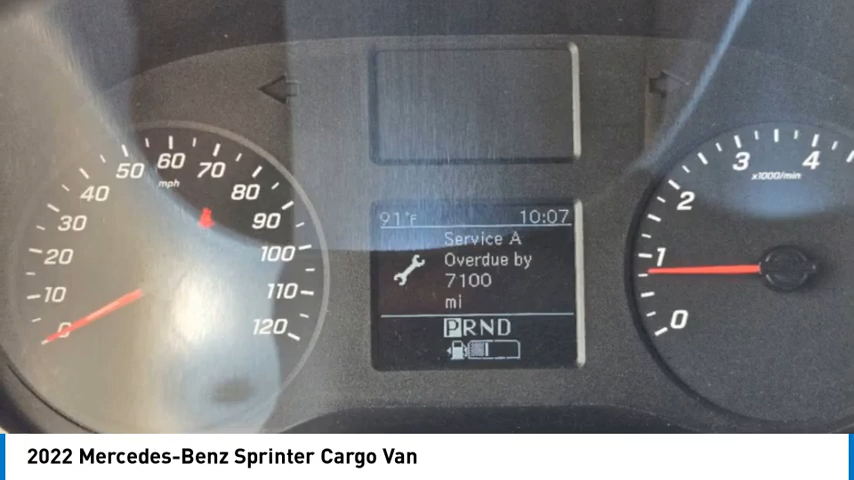 50 60 70
40 mph 80
30 90
20 100
10 110
0 120
91°F 10:07
Service A
Overdue by
7100
mi
PRND
3 4
x1000/min
2
1
0
2022 Mercedes-Benz Sprinter Cargo Van